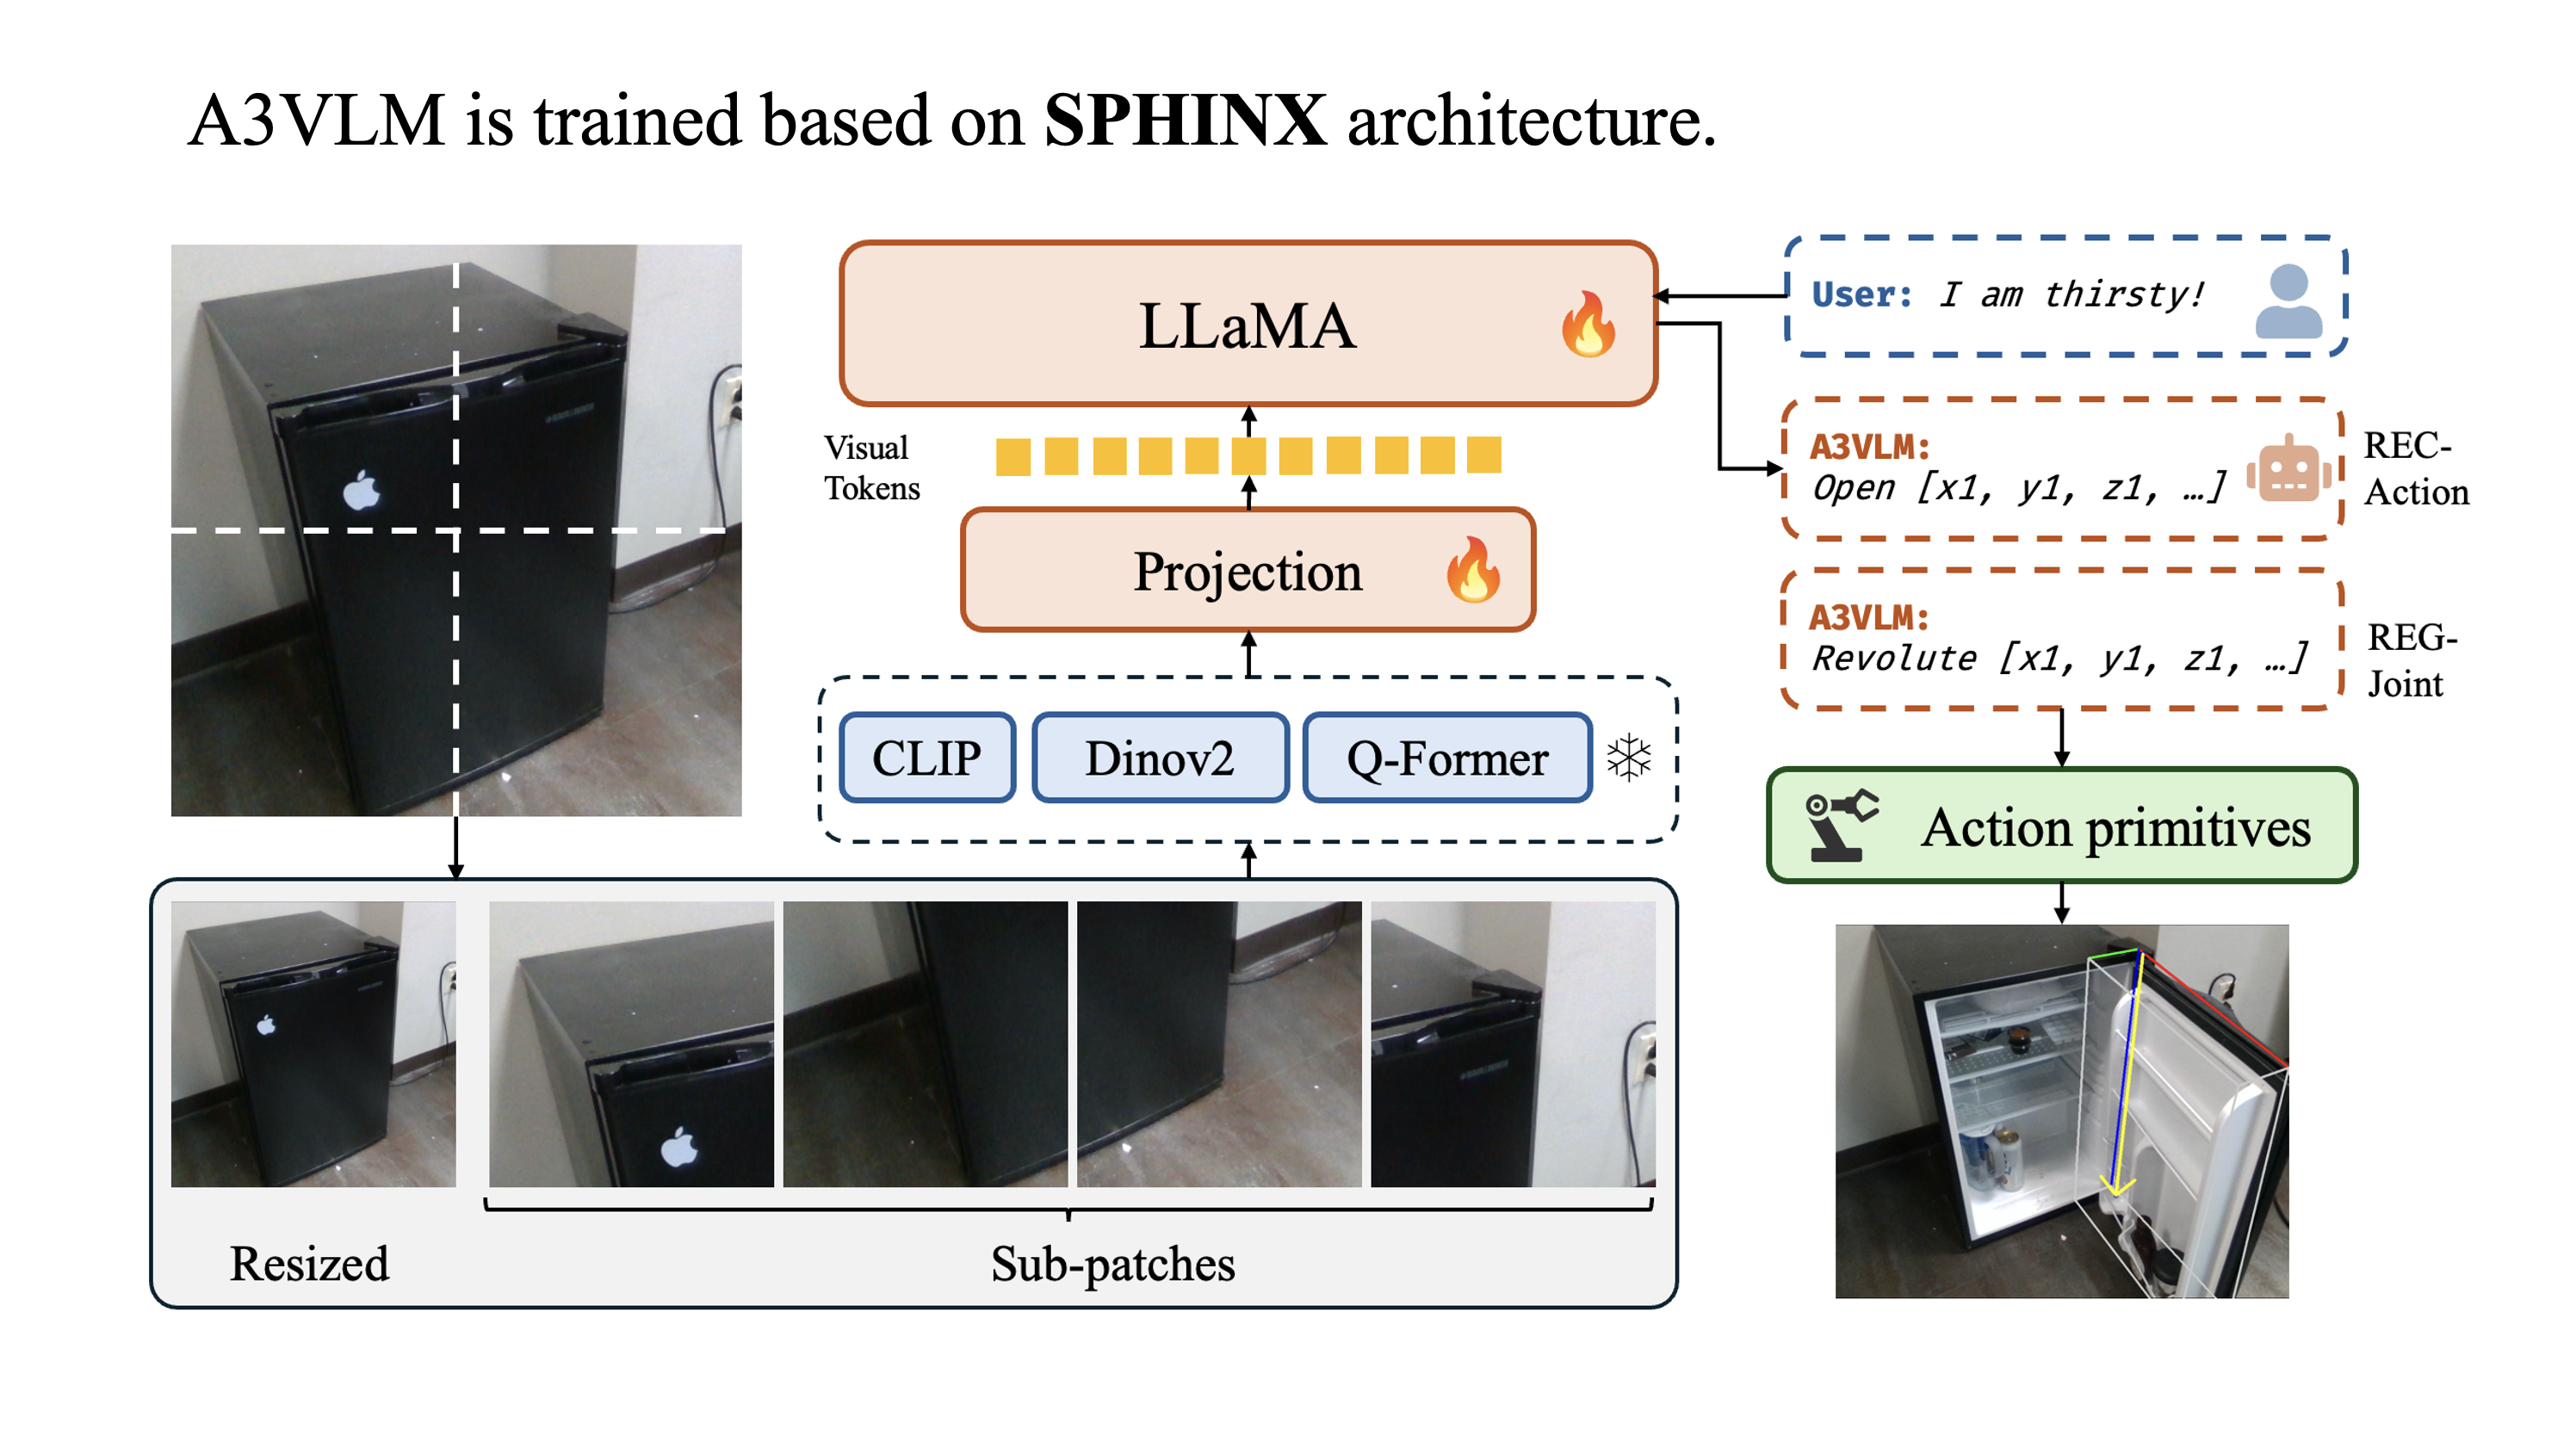 A3VLM is trained based on SPHINX architecture.
LLaMA
Visual
Tokens
Projection
CLIP
Dinov2
Q-Former
Resized
Sub-patches
User: I am thirsty!
A3VLM:
Open [x1, y1, z1, …]
REC-
Action
A3VLM:
Revolute [x1, y1, z1, …]
REG-
Joint
Action primitives